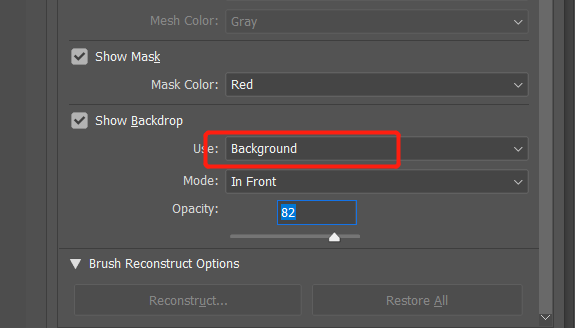 Mesh Color: Gray
Show Mask
Mask Color: Red
Show Backdrop
Use: Background
Mode: In Front
Opacity: 82
Brush Reconstruct Options
Reconstruct... Restore All